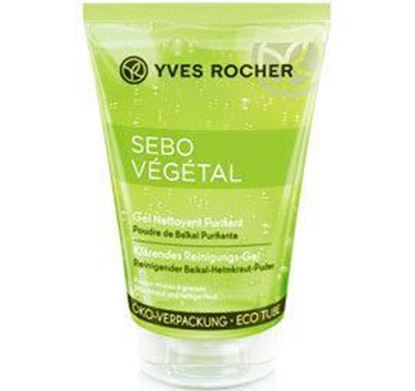 YVES ROCHER
SEBO
VÉGÉTAL
Gel Nettoyant Purifiant
Poudre de Baïkal Purifiante
Klärendes Reinigungs-Gel
Reinigender Baikal-Helmkraut-Puder
ÖKO-VERPACKUNG - ECO TUBE